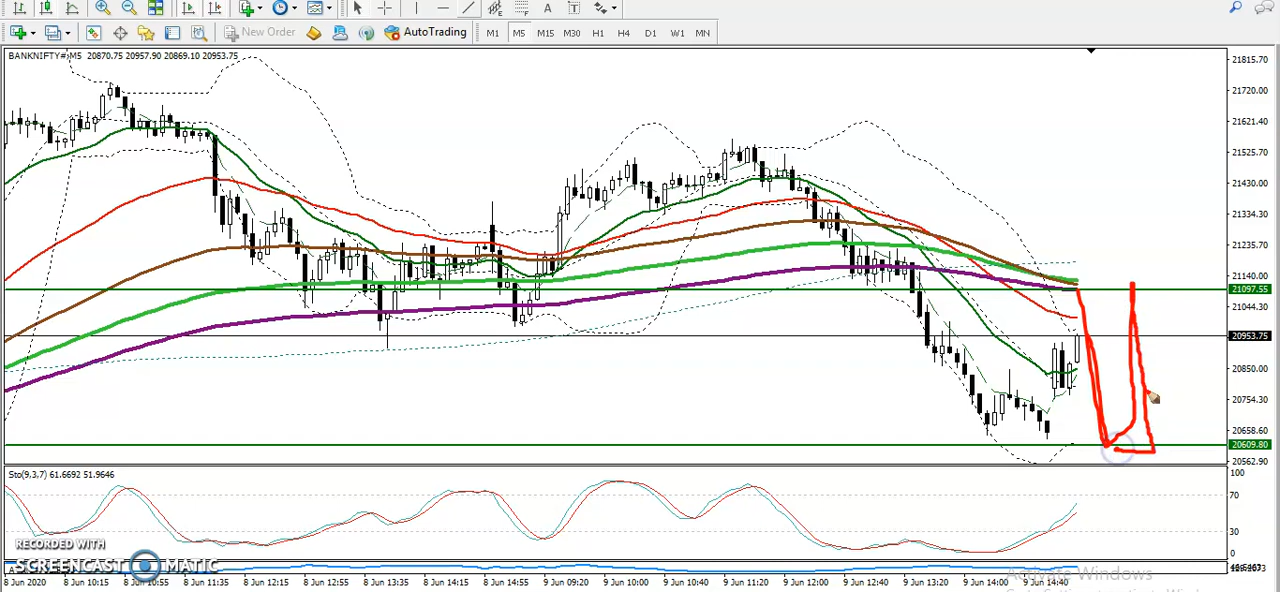 A
T
New Order
AutoTrading
M1 M5 M15 M30 H1 H4 D1 W1 MN
BANKNIFTY#,M5 20870.75 20957.90 20869.10 20953.75
21815.70
21720.00
21621.40
21525.70
21430.00
21334.30
21235.70
21140.00
21097.55
21044.30
20953.75
20850.00
20754.30
20658.60
20609.80
20562.90
Sto(9,3,7) 61.6692 51.9646
100
70
30
0
RECORDED WITH
SCREENCAST MATIC
Activate Windows
8 Jun 2020 8 Jun 10:15 8 Jun 10:55 8 Jun 11:35 8 Jun 12:15 8 Jun 12:55 8 Jun 13:35 8 Jun 14:15 8 Jun 14:55 9 Jun 09:20 9 Jun 10:00 9 Jun 10:40 9 Jun 11:20 9 Jun 12:00 9 Jun 12:40 9 Jun 13:20 9 Jun 14:00 9 Jun 14:40